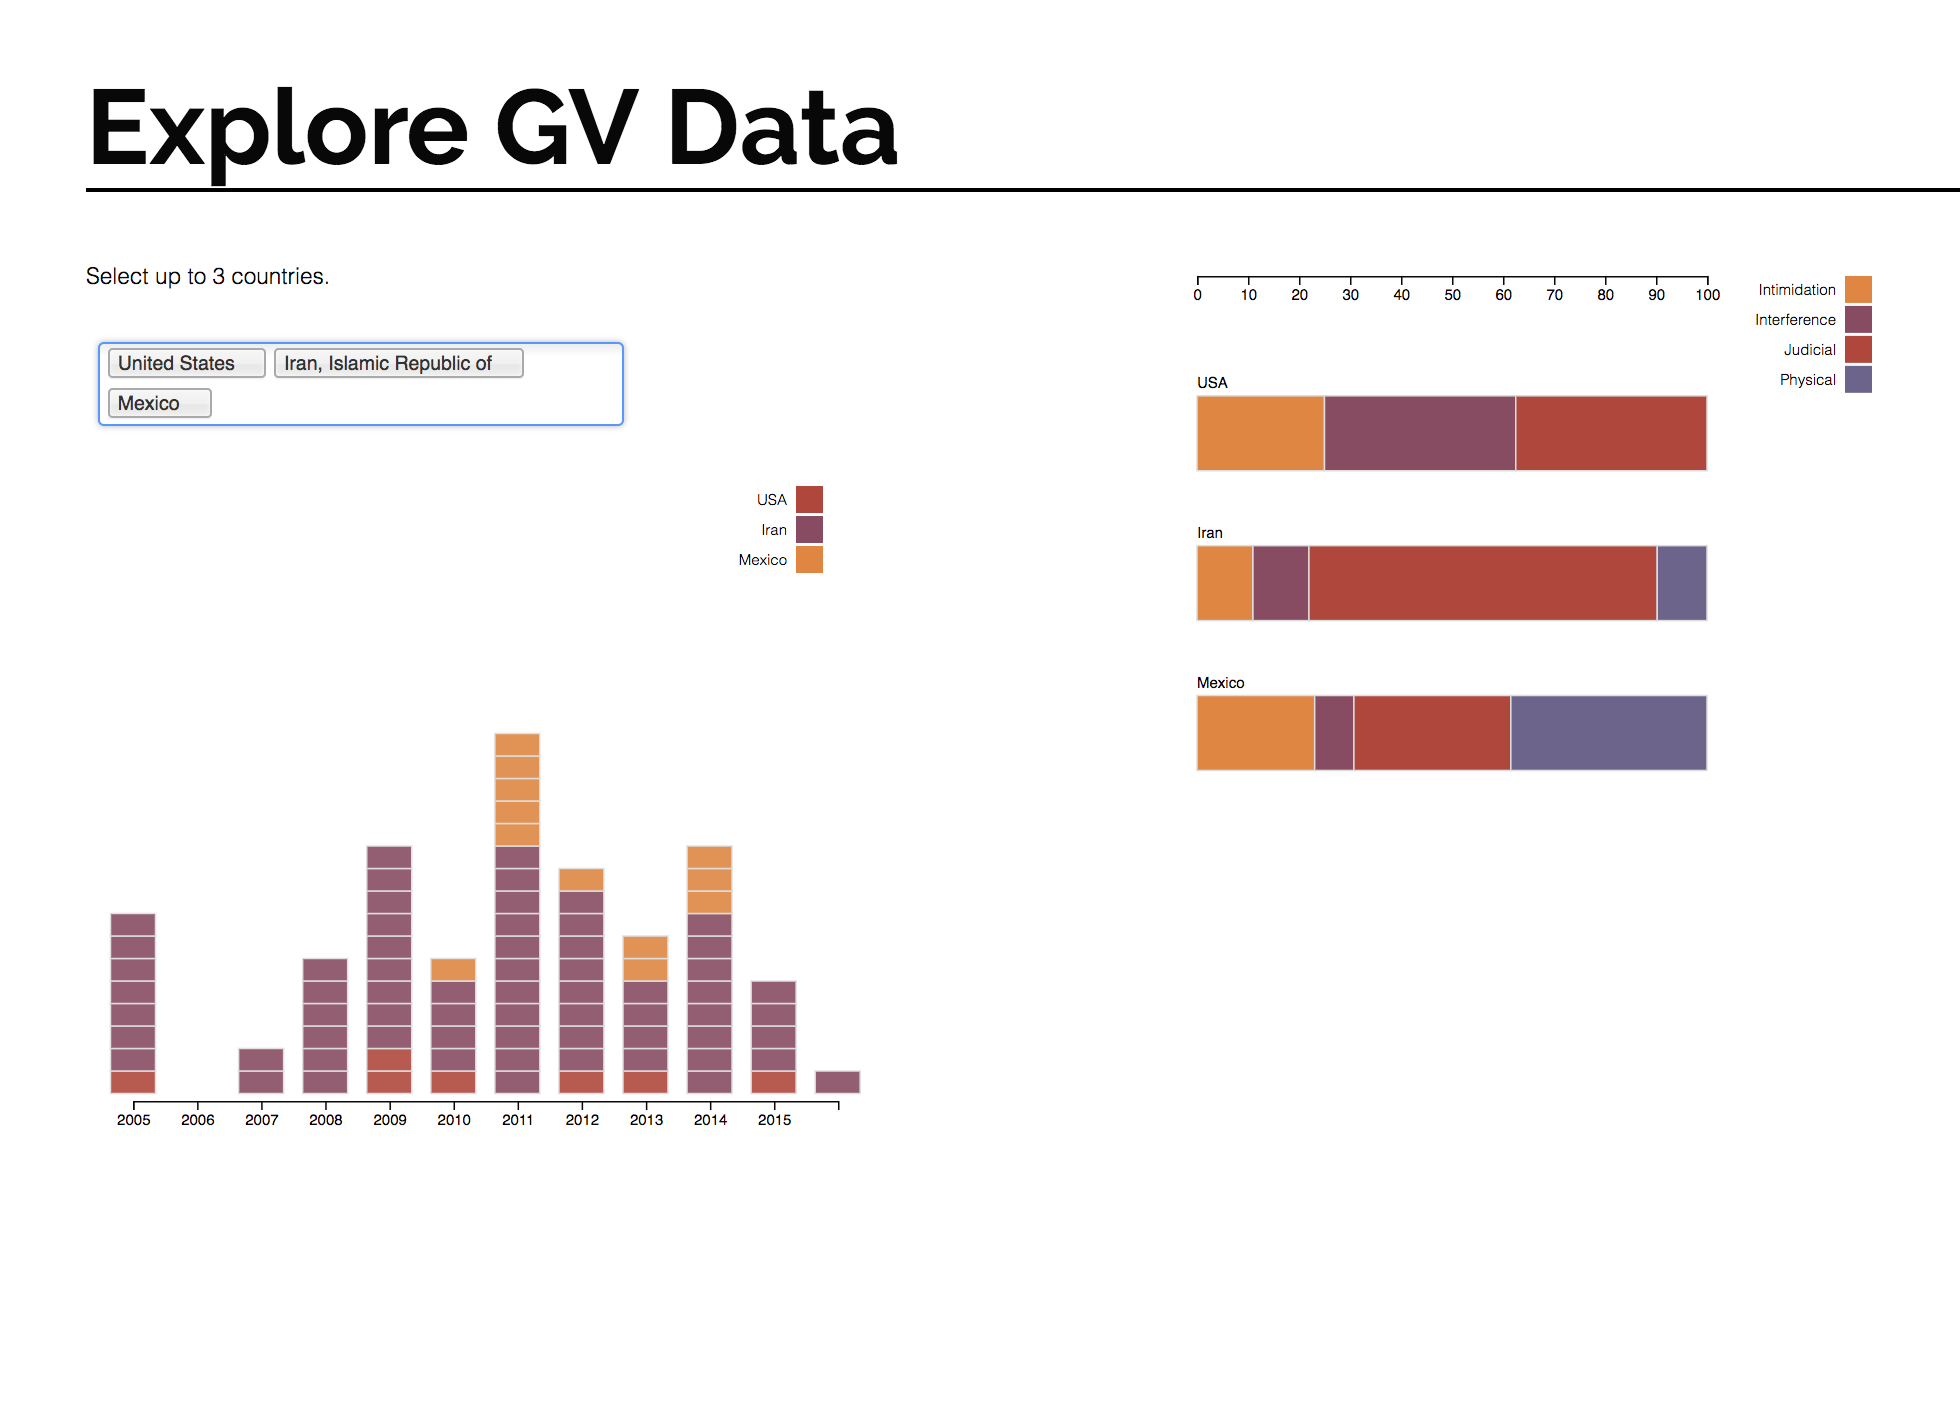 Explore GV Data
Select up to 3 countries.
United States
Iran, Islamic Republic of
Mexico
USA
Iran
Mexico
2005 2006 2007 2008 2009 2010 2011 2012 2013 2014 2015
0 10 20 30 40 50 60 70 80 90 100
Intimidation
Interference
Judicial
Physical
USA
Iran
Mexico